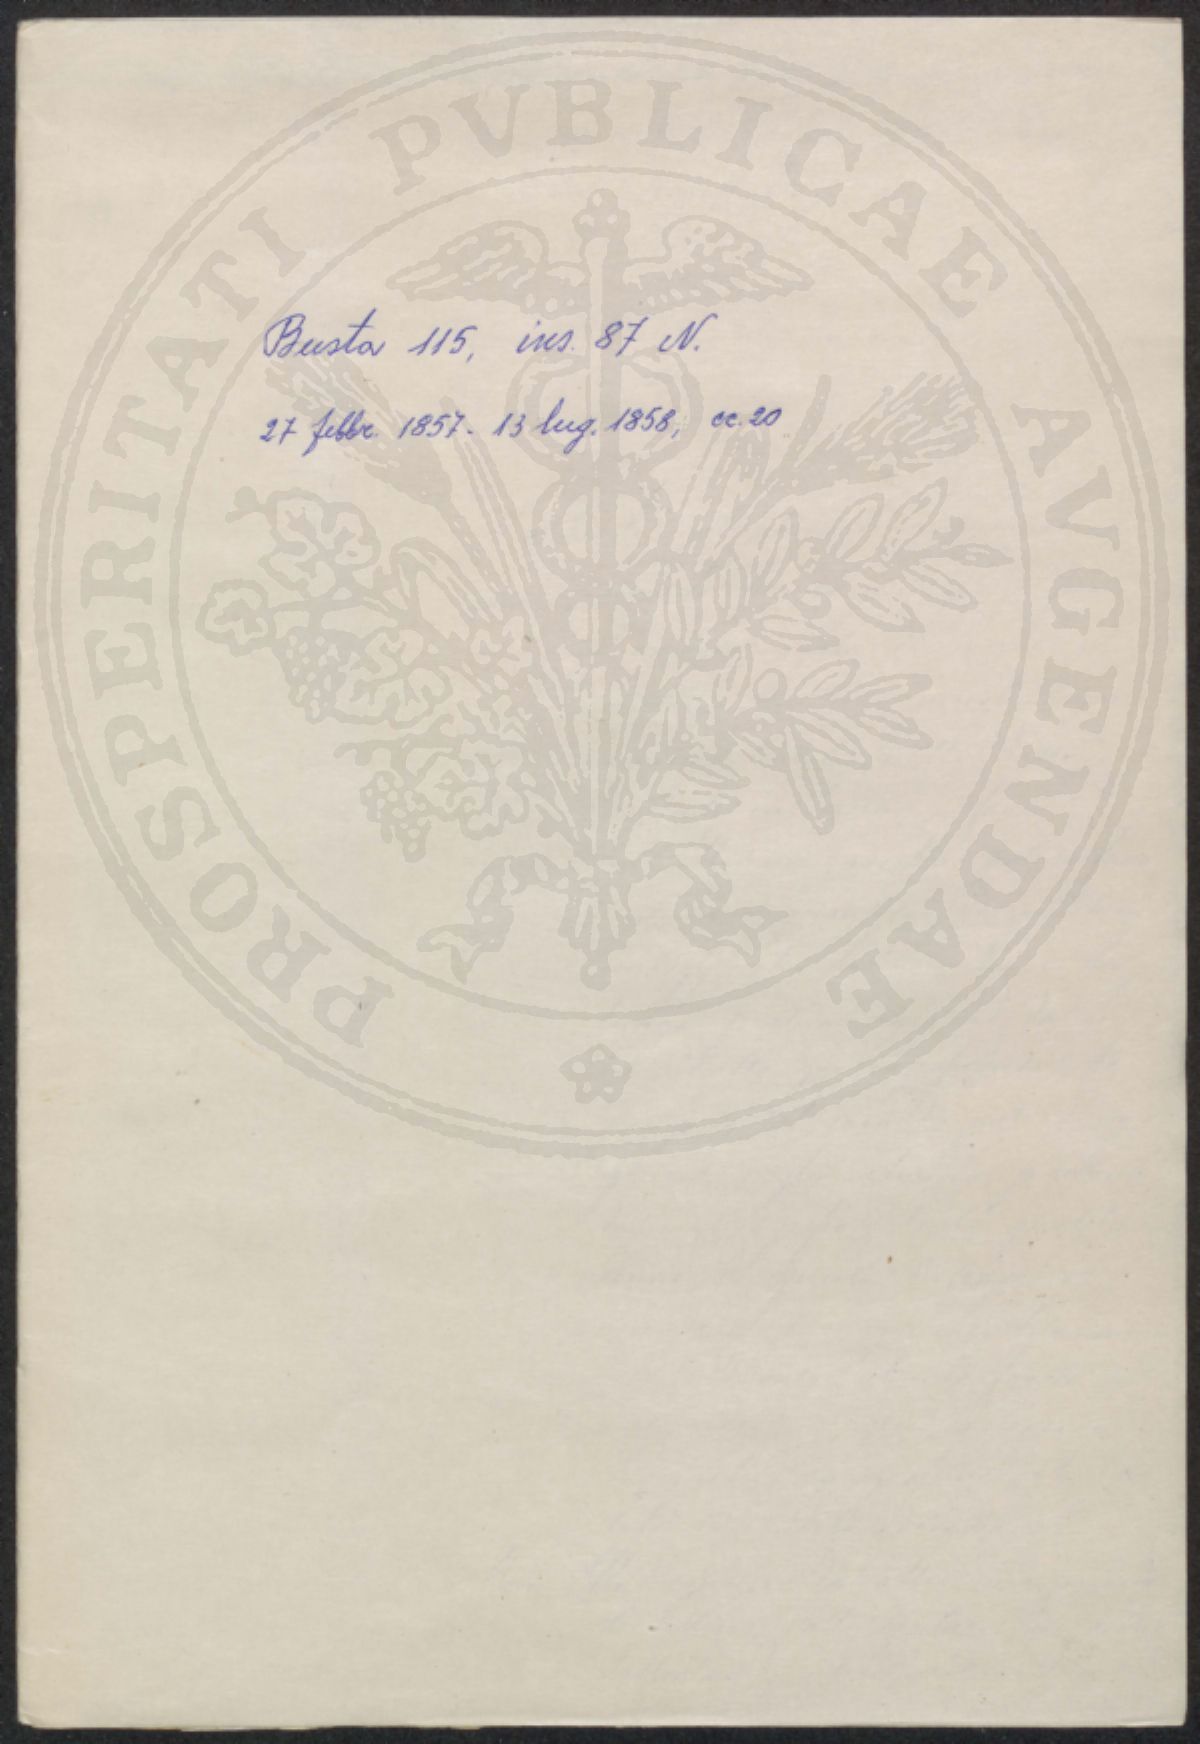 PROSPERITATI PVBLICAE AVGENDAE
Busta 115, ins. 87 N.
27 febbr. 1857 - 13 lug. 1858, cc. 20